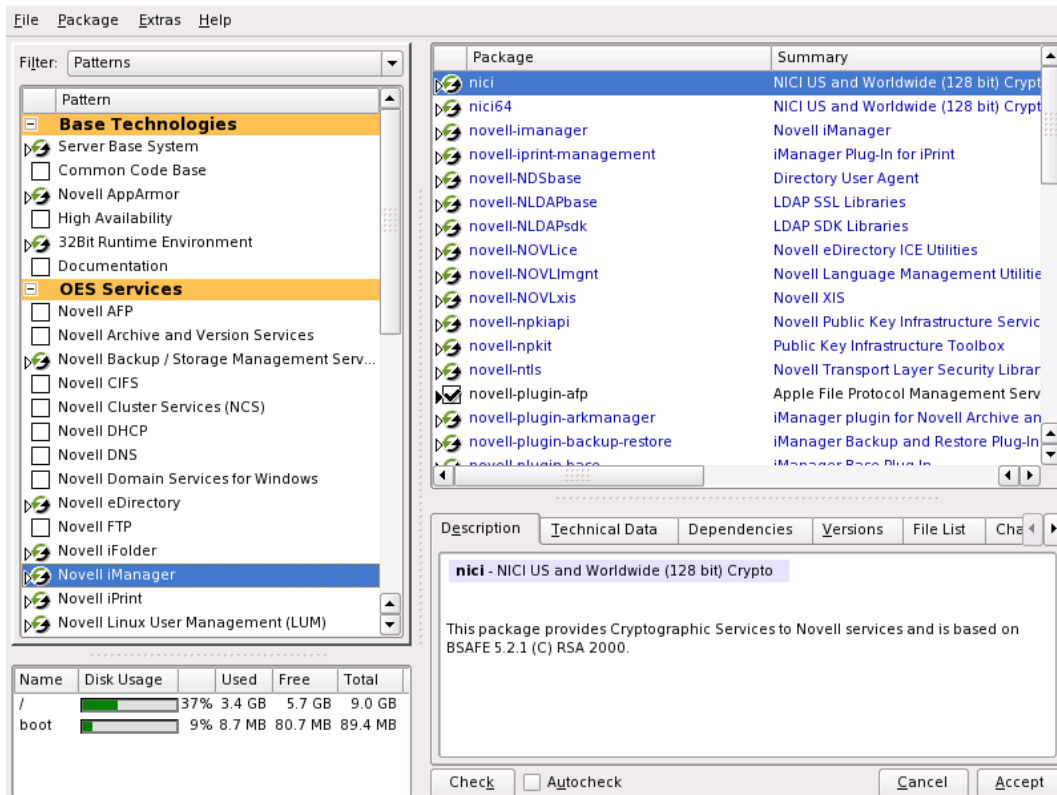 File Package Extras Help
Filter: Patterns
Pattern
Base Technologies
Server Base System
Common Code Base
Novell AppArmor
High Availability
32Bit Runtime Environment
Documentation
OES Services
Novell AFP
Novell Archive and Version Services
Novell Backup / Storage Management Serv...
Novell CIFS
Novell Cluster Services (NCS)
Novell DHCP
Novell DNS
Novell Domain Services for Windows
Novell eDirectory
Novell FTP
Novell iFolder
Novell iManager
Novell iPrint
Novell Linux User Management (LUM)
Name Disk Usage Used Free Total
/ 37% 3.4 GB 5.7 GB 9.0 GB
boot 9% 8.7 MB 80.7 MB 89.4 MB
Package Summary
nici NICI US and Worldwide (128 bit) Crypt
nici64 NICI US and Worldwide (128 bit) Crypt
novell-imanager Novell iManager
novell-iprint-management iManager Plug-In for iPrint
novell-NDSbase Directory User Agent
novell-NLDAPbase LDAP SSL Libraries
novell-NLDAPsdk LDAP SDK Libraries
novell-NOVLice Novell eDirectory ICE Utilities
novell-NOVLlmgnt Novell Language Management Utilitie
novell-NOVLxis Novell XIS
novell-npkiapi Novell Public Key Infrastructure Servic
novell-npkit Public Key Infrastructure Toolbox
novell-ntls Novell Transport Layer Security Librar
novell-plugin-afp Apple File Protocol Management Serv
novell-plugin-arkmanager iManager plugin for Novell Archive an
novell-plugin-backup-restore iManager Backup and Restore Plug-In
novell-plugin-base iManager Base Plug-In
Description Technical Data Dependencies Versions File List Cha
nici - NICI US and Worldwide (128 bit) Crypto
This package provides Cryptographic Services to Novell services and is based on
BSAFE 5.2.1 (C) RSA 2000.
Check Autocheck Cancel Accept